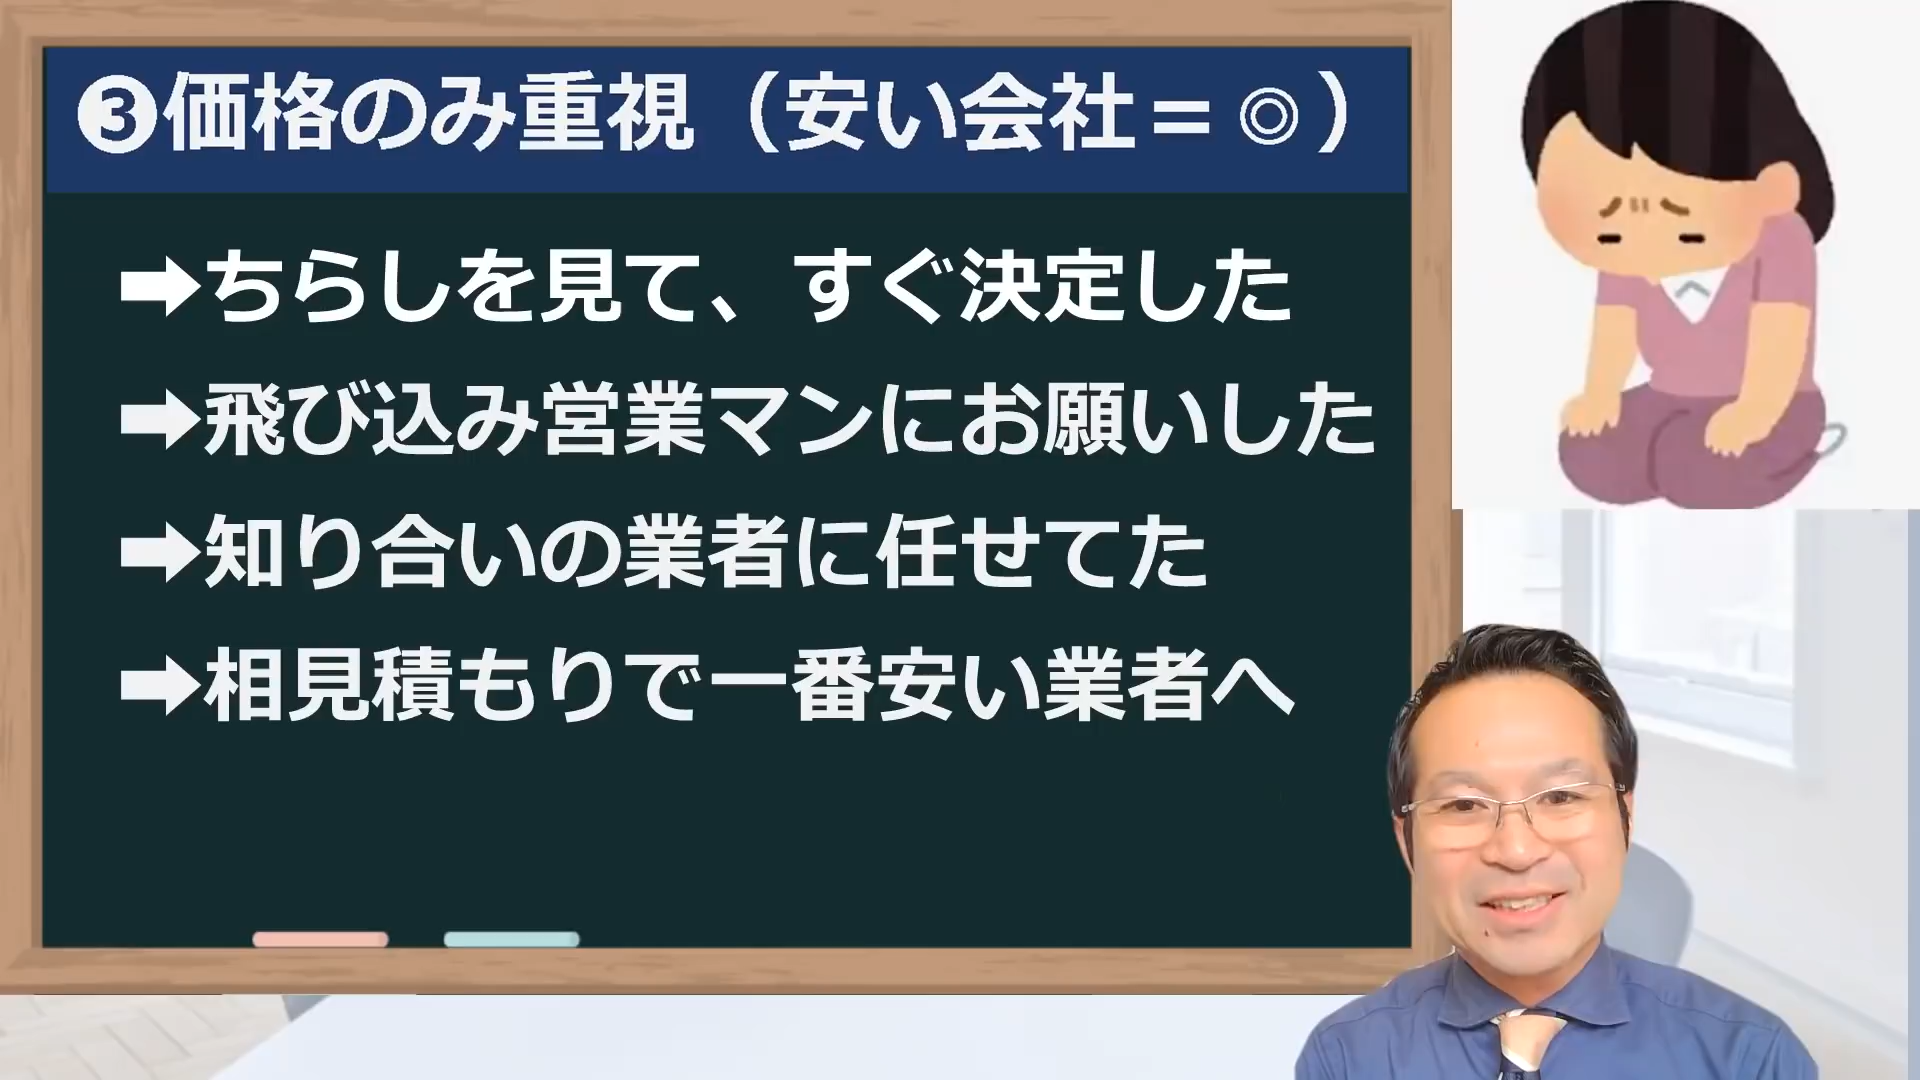 ❸価格のみ重視（安い会社＝◎）
➡ちらしを見て、すぐ決定した
➡飛び込み営業マンにお願いした
➡知り合いの業者に任せてた
➡相見積もりで一番安い業者へ